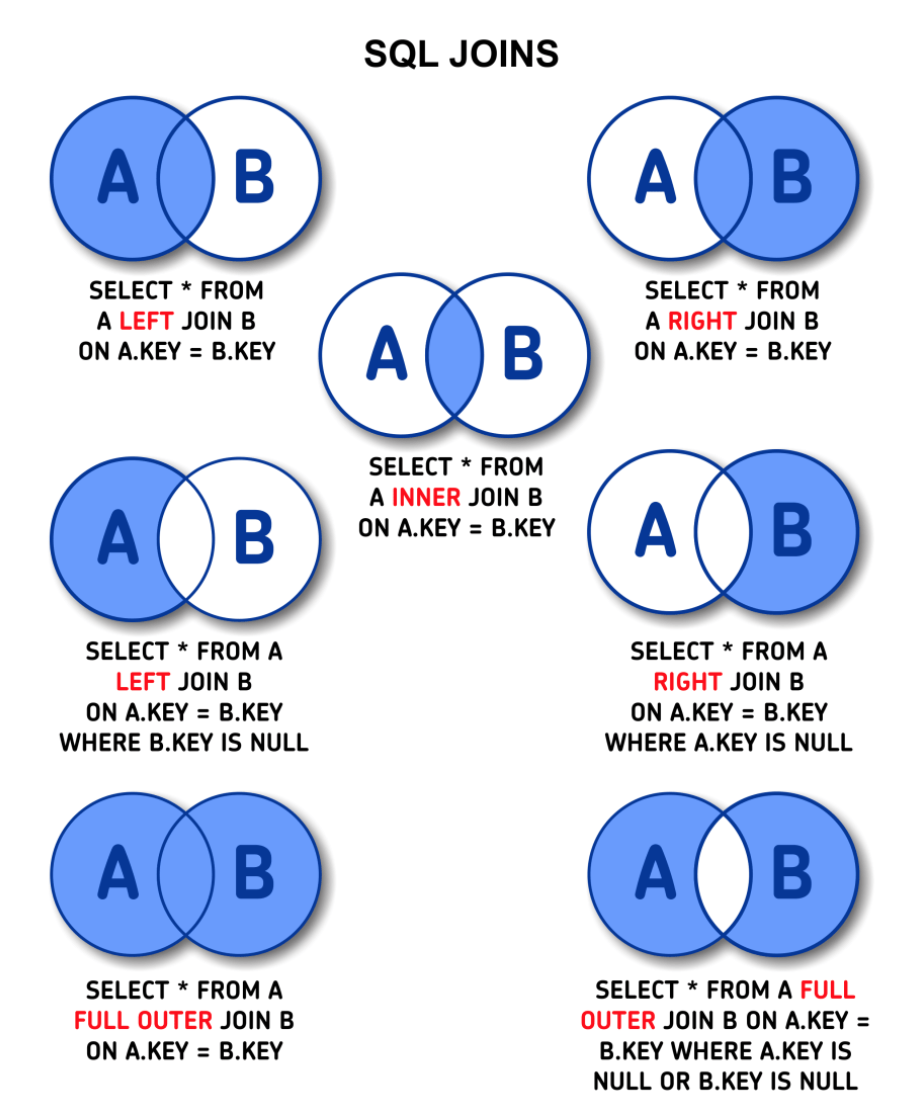 SQL JOINS
A B
SELECT * FROM
A LEFT JOIN B
ON A.KEY = B.KEY
A B
SELECT * FROM
A RIGHT JOIN B
ON A.KEY = B.KEY
A B
SELECT * FROM
A INNER JOIN B
ON A.KEY = B.KEY
A B
SELECT * FROM A
LEFT JOIN B
ON A.KEY = B.KEY
WHERE B.KEY IS NULL
A B
SELECT * FROM A
RIGHT JOIN B
ON A.KEY = B.KEY
WHERE A.KEY IS NULL
A B
SELECT * FROM A
FULL OUTER JOIN B
ON A.KEY = B.KEY
A B
SELECT * FROM A FULL
OUTER JOIN B ON A.KEY =
B.KEY WHERE A.KEY IS
NULL OR B.KEY IS NULL